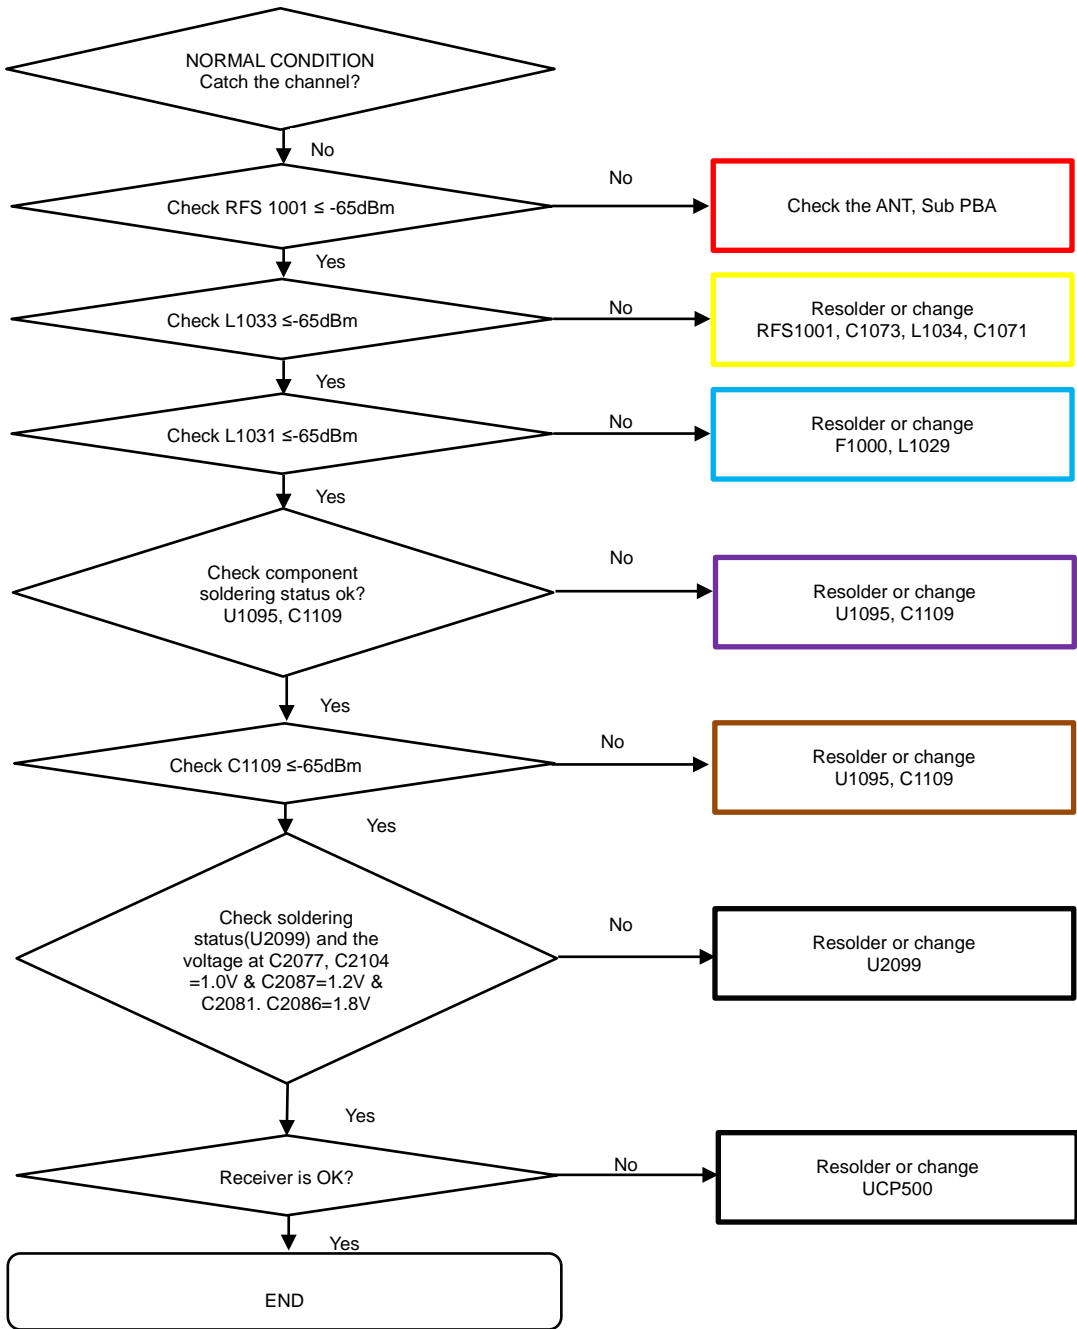 NORMAL CONDITION
Catch the channel?
No
Check RFS 1001 ≤ -65dBm
No
Check the ANT, Sub PBA
Yes
Check L1033 ≤-65dBm
No
Resolder or change
RFS1001, C1073, L1034, C1071
Yes
Check L1031 ≤-65dBm
No
Resolder or change
F1000, L1029
Yes
Check component
soldering status ok?
U1095, C1109
No
Resolder or change
U1095, C1109
Yes
Check C1109 ≤-65dBm
No
Resolder or change
U1095, C1109
Yes
Check soldering
status(U2099) and the
voltage at C2077, C2104
=1.0V & C2087=1.2V &
C2081. C2086=1.8V
No
Resolder or change
U2099
Yes
Receiver is OK?
No
Resolder or change
UCP500
Yes
END